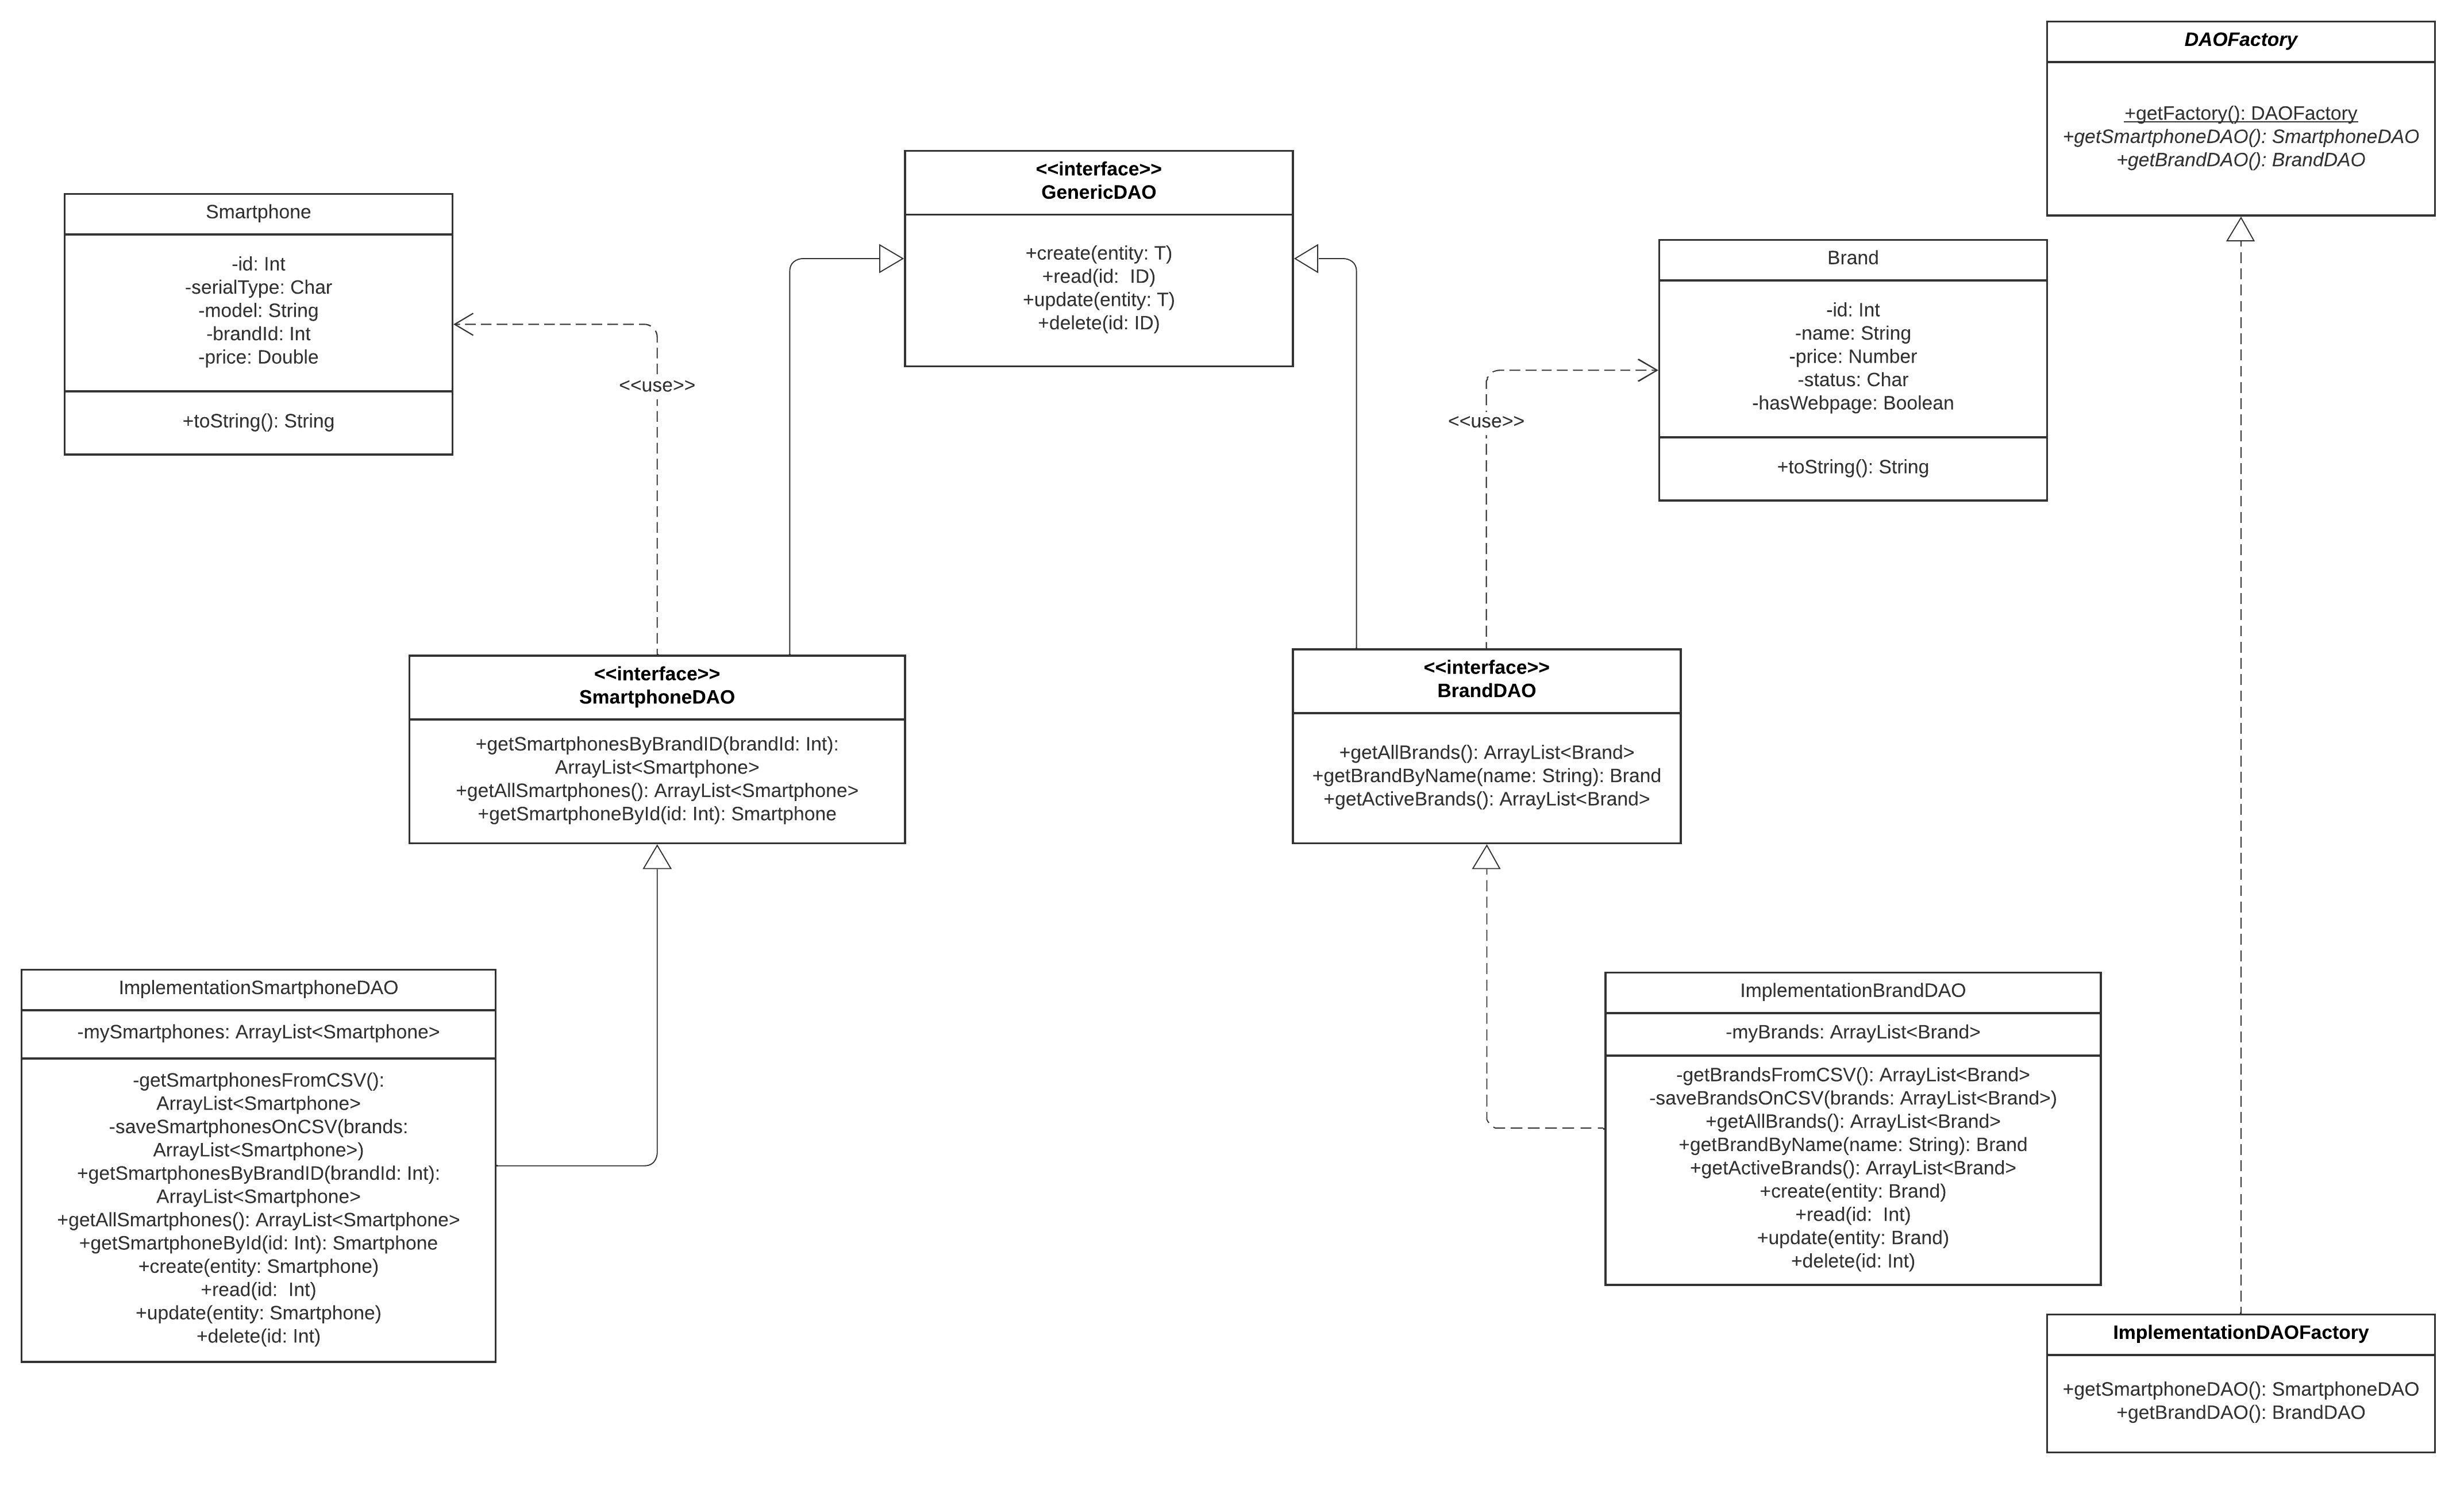 DAOFactory
+getFactory(): DAOFactory
+getSmartphoneDAO(): SmartphoneDAO
+getBrandDAO(): BrandDAO
<<interface>>
GenericDAO
+create(entity: T)
+read(id:  ID)
+update(entity: T)
+delete(id: ID)
Smartphone
-id: Int
-serialType: Char
-model: String
-brandId: Int
-price: Double
+toString(): String
Brand
-id: Int
-name: String
-price: Number
-status: Char
-hasWebpage: Boolean
+toString(): String
<<use>>
<<use>>
<<interface>>
SmartphoneDAO
+getSmartphonesByBrandID(brandId: Int):
ArrayList<Smartphone>
+getAllSmartphones(): ArrayList<Smartphone>
+getSmartphoneById(id: Int): Smartphone
<<interface>>
BrandDAO
+getAllBrands(): ArrayList<Brand>
+getBrandByName(name: String): Brand
+getActiveBrands(): ArrayList<Brand>
ImplementationSmartphoneDAO
-mySmartphones: ArrayList<Smartphone>
-getSmartphonesFromCSV():
ArrayList<Smartphone>
-saveSmartphonesOnCSV(brands:
ArrayList<Smartphone>)
+getSmartphonesByBrandID(brandId: Int):
ArrayList<Smartphone>
+getAllSmartphones(): ArrayList<Smartphone>
+getSmartphoneById(id: Int): Smartphone
+create(entity: Smartphone)
+read(id:  Int)
+update(entity: Smartphone)
+delete(id: Int)
ImplementationBrandDAO
-myBrands: ArrayList<Brand>
-getBrandsFromCSV(): ArrayList<Brand>
-saveBrandsOnCSV(brands: ArrayList<Brand>)
+getAllBrands(): ArrayList<Brand>
+getBrandByName(name: String): Brand
+getActiveBrands(): ArrayList<Brand>
+create(entity: Brand)
+read(id:  Int)
+update(entity: Brand)
+delete(id: Int)
ImplementationDAOFactory
+getSmartphoneDAO(): SmartphoneDAO
+getBrandDAO(): BrandDAO